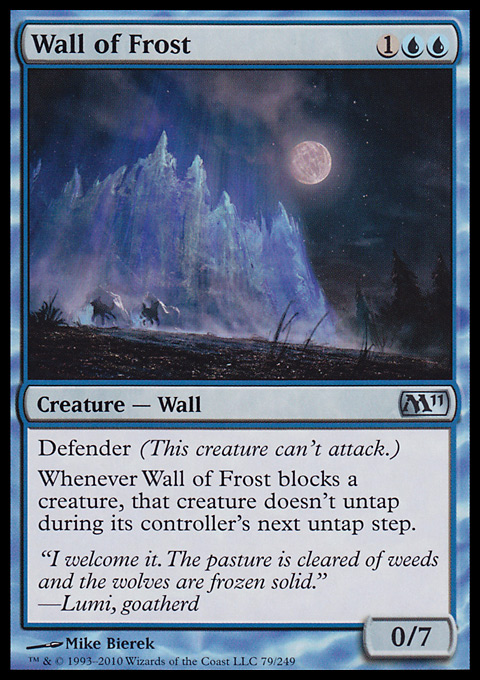 Wall of Frost
1
Creature — Wall
M11
Defender (This creature can't attack.)
Whenever Wall of Frost blocks a
creature, that creature doesn't untap
during its controller's next untap step.
"I welcome it. The pasture is cleared of weeds
and the wolves are frozen solid."
—Lumi, goatherd
Mike Bierek
0/7
™ & © 1993–2010 Wizards of the Coast LLC 79/249